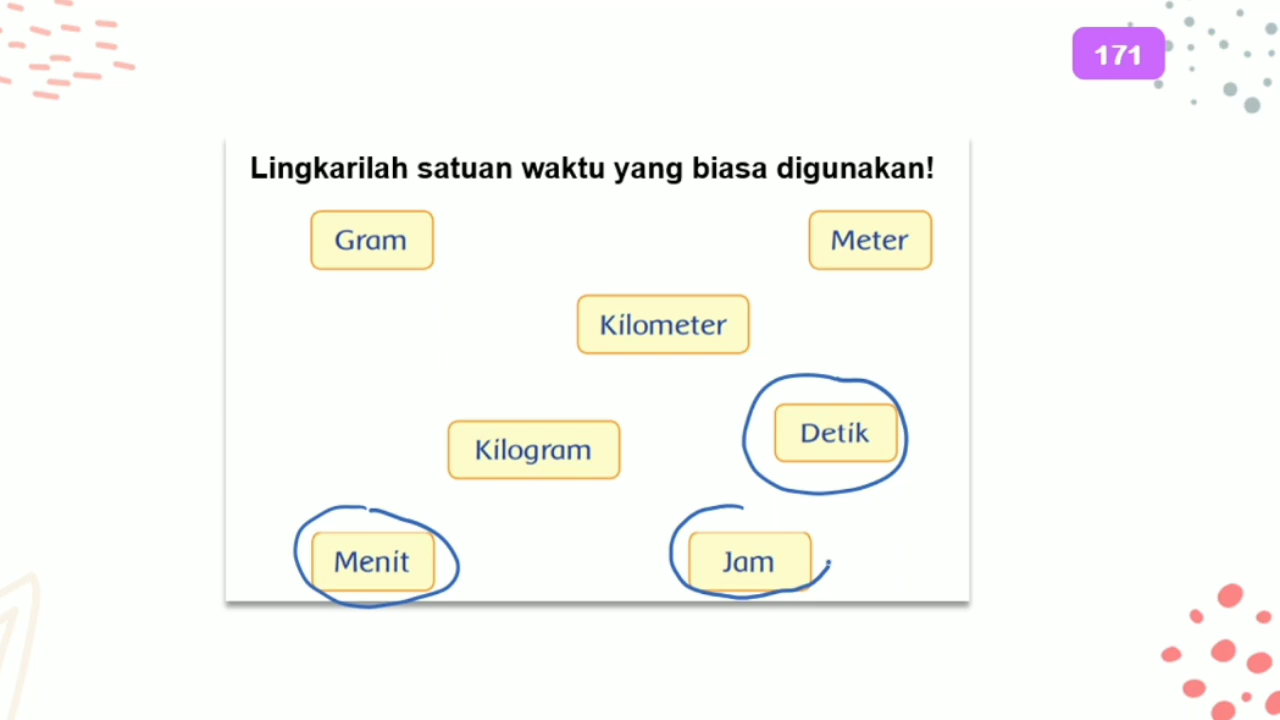 171
Lingkarilah satuan waktu yang biasa digunakan!
Gram
Meter
Kilometer
Kilogram
Detik
Menit
Jam